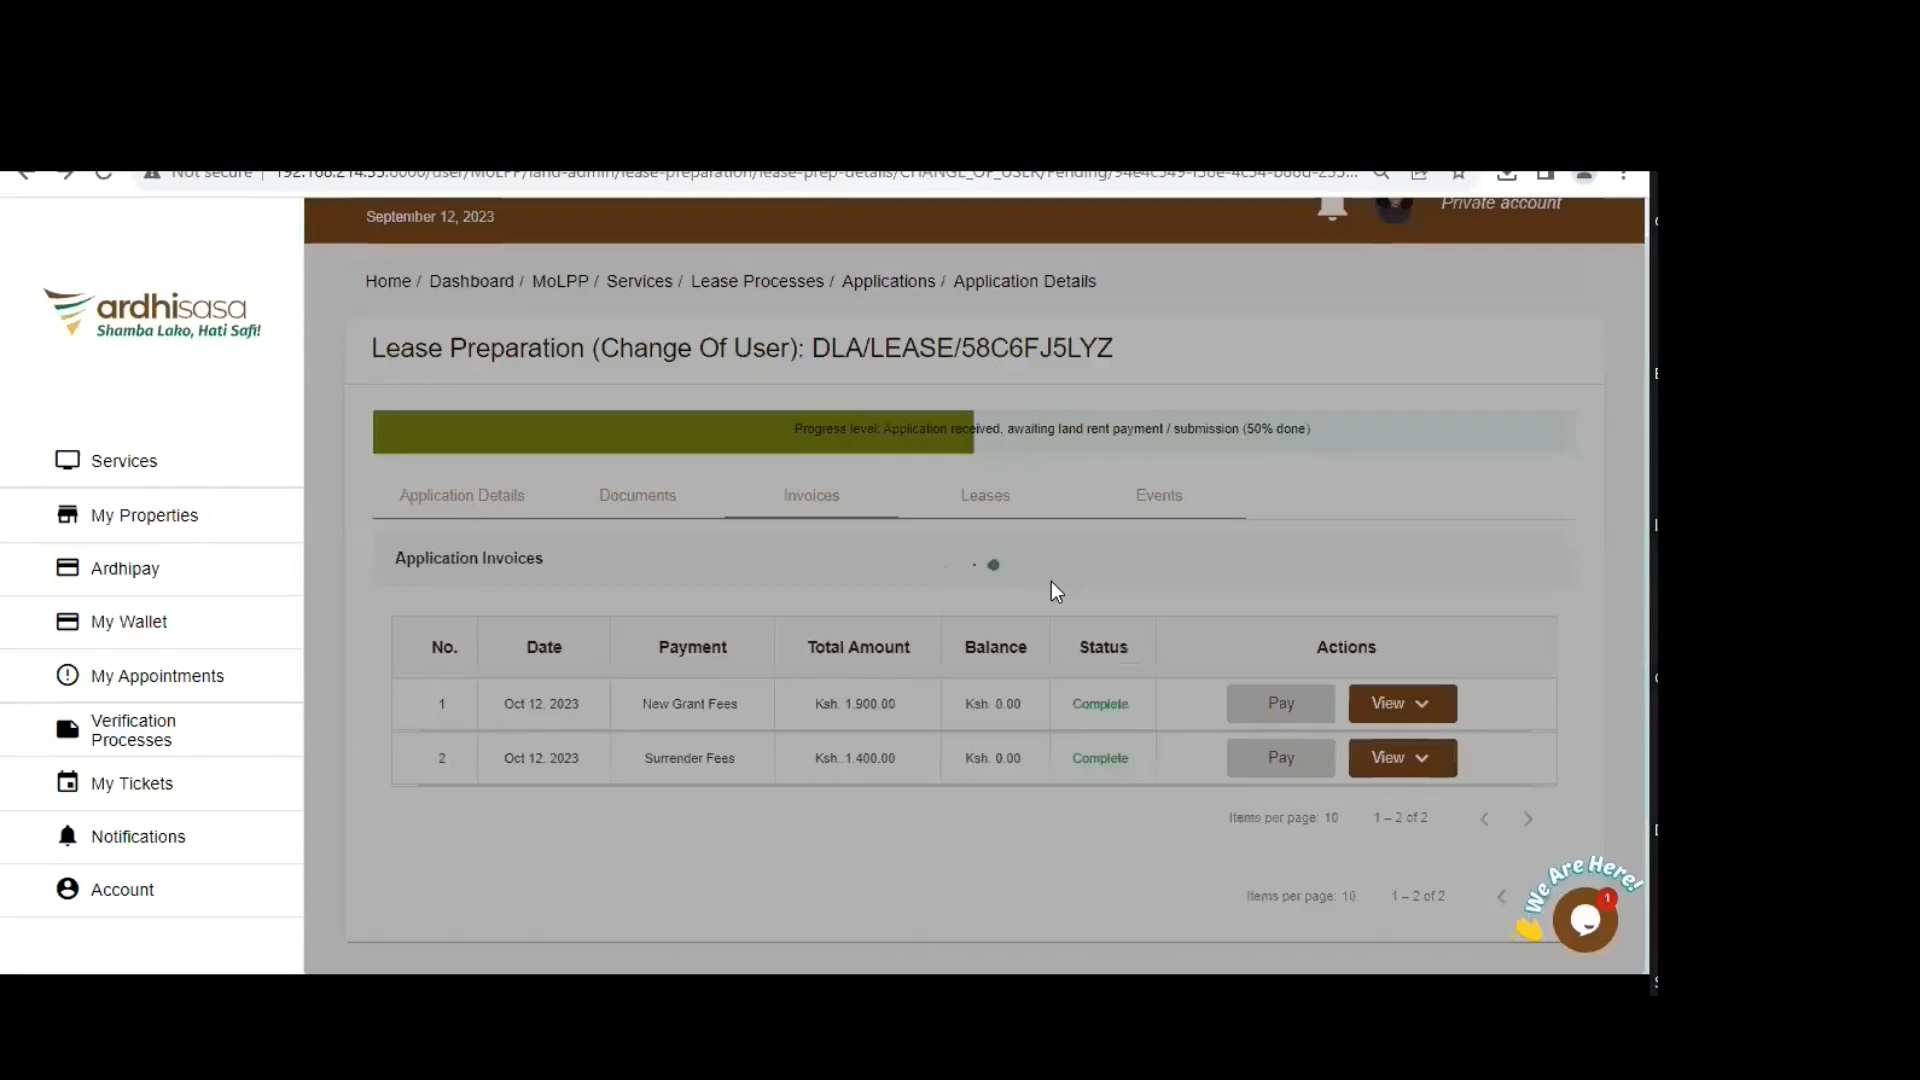 Not secure
September 12, 2023
Private account
ardhisasa
Shamba Lako, Hati Safi!
Home / Dashboard / MoLPP / Services / Lease Processes / Applications / Application Details
Lease Preparation (Change Of User): DLA/LEASE/58C6FJ5LYZ
Progress level: Application received, awaiting land rent payment / submission (50% done)
Services
My Properties
Ardhipay
My Wallet
My Appointments
Verification
Processes
My Tickets
Notifications
Account
Application Details Documents Invoices Leases Events
Application Invoices
No. Date Payment Total Amount Balance Status Actions
1 Oct 12, 2023 New Grant Fees Ksh. 1,900.00 Ksh. 0.00 Complete Pay View
2 Oct 12, 2023 Surrender Fees Ksh. 1,400.00 Ksh. 0.00 Complete Pay View
Items per page: 10 1 – 2 of 2
Items per page: 10 1 – 2 of 2
We Are Here!
1